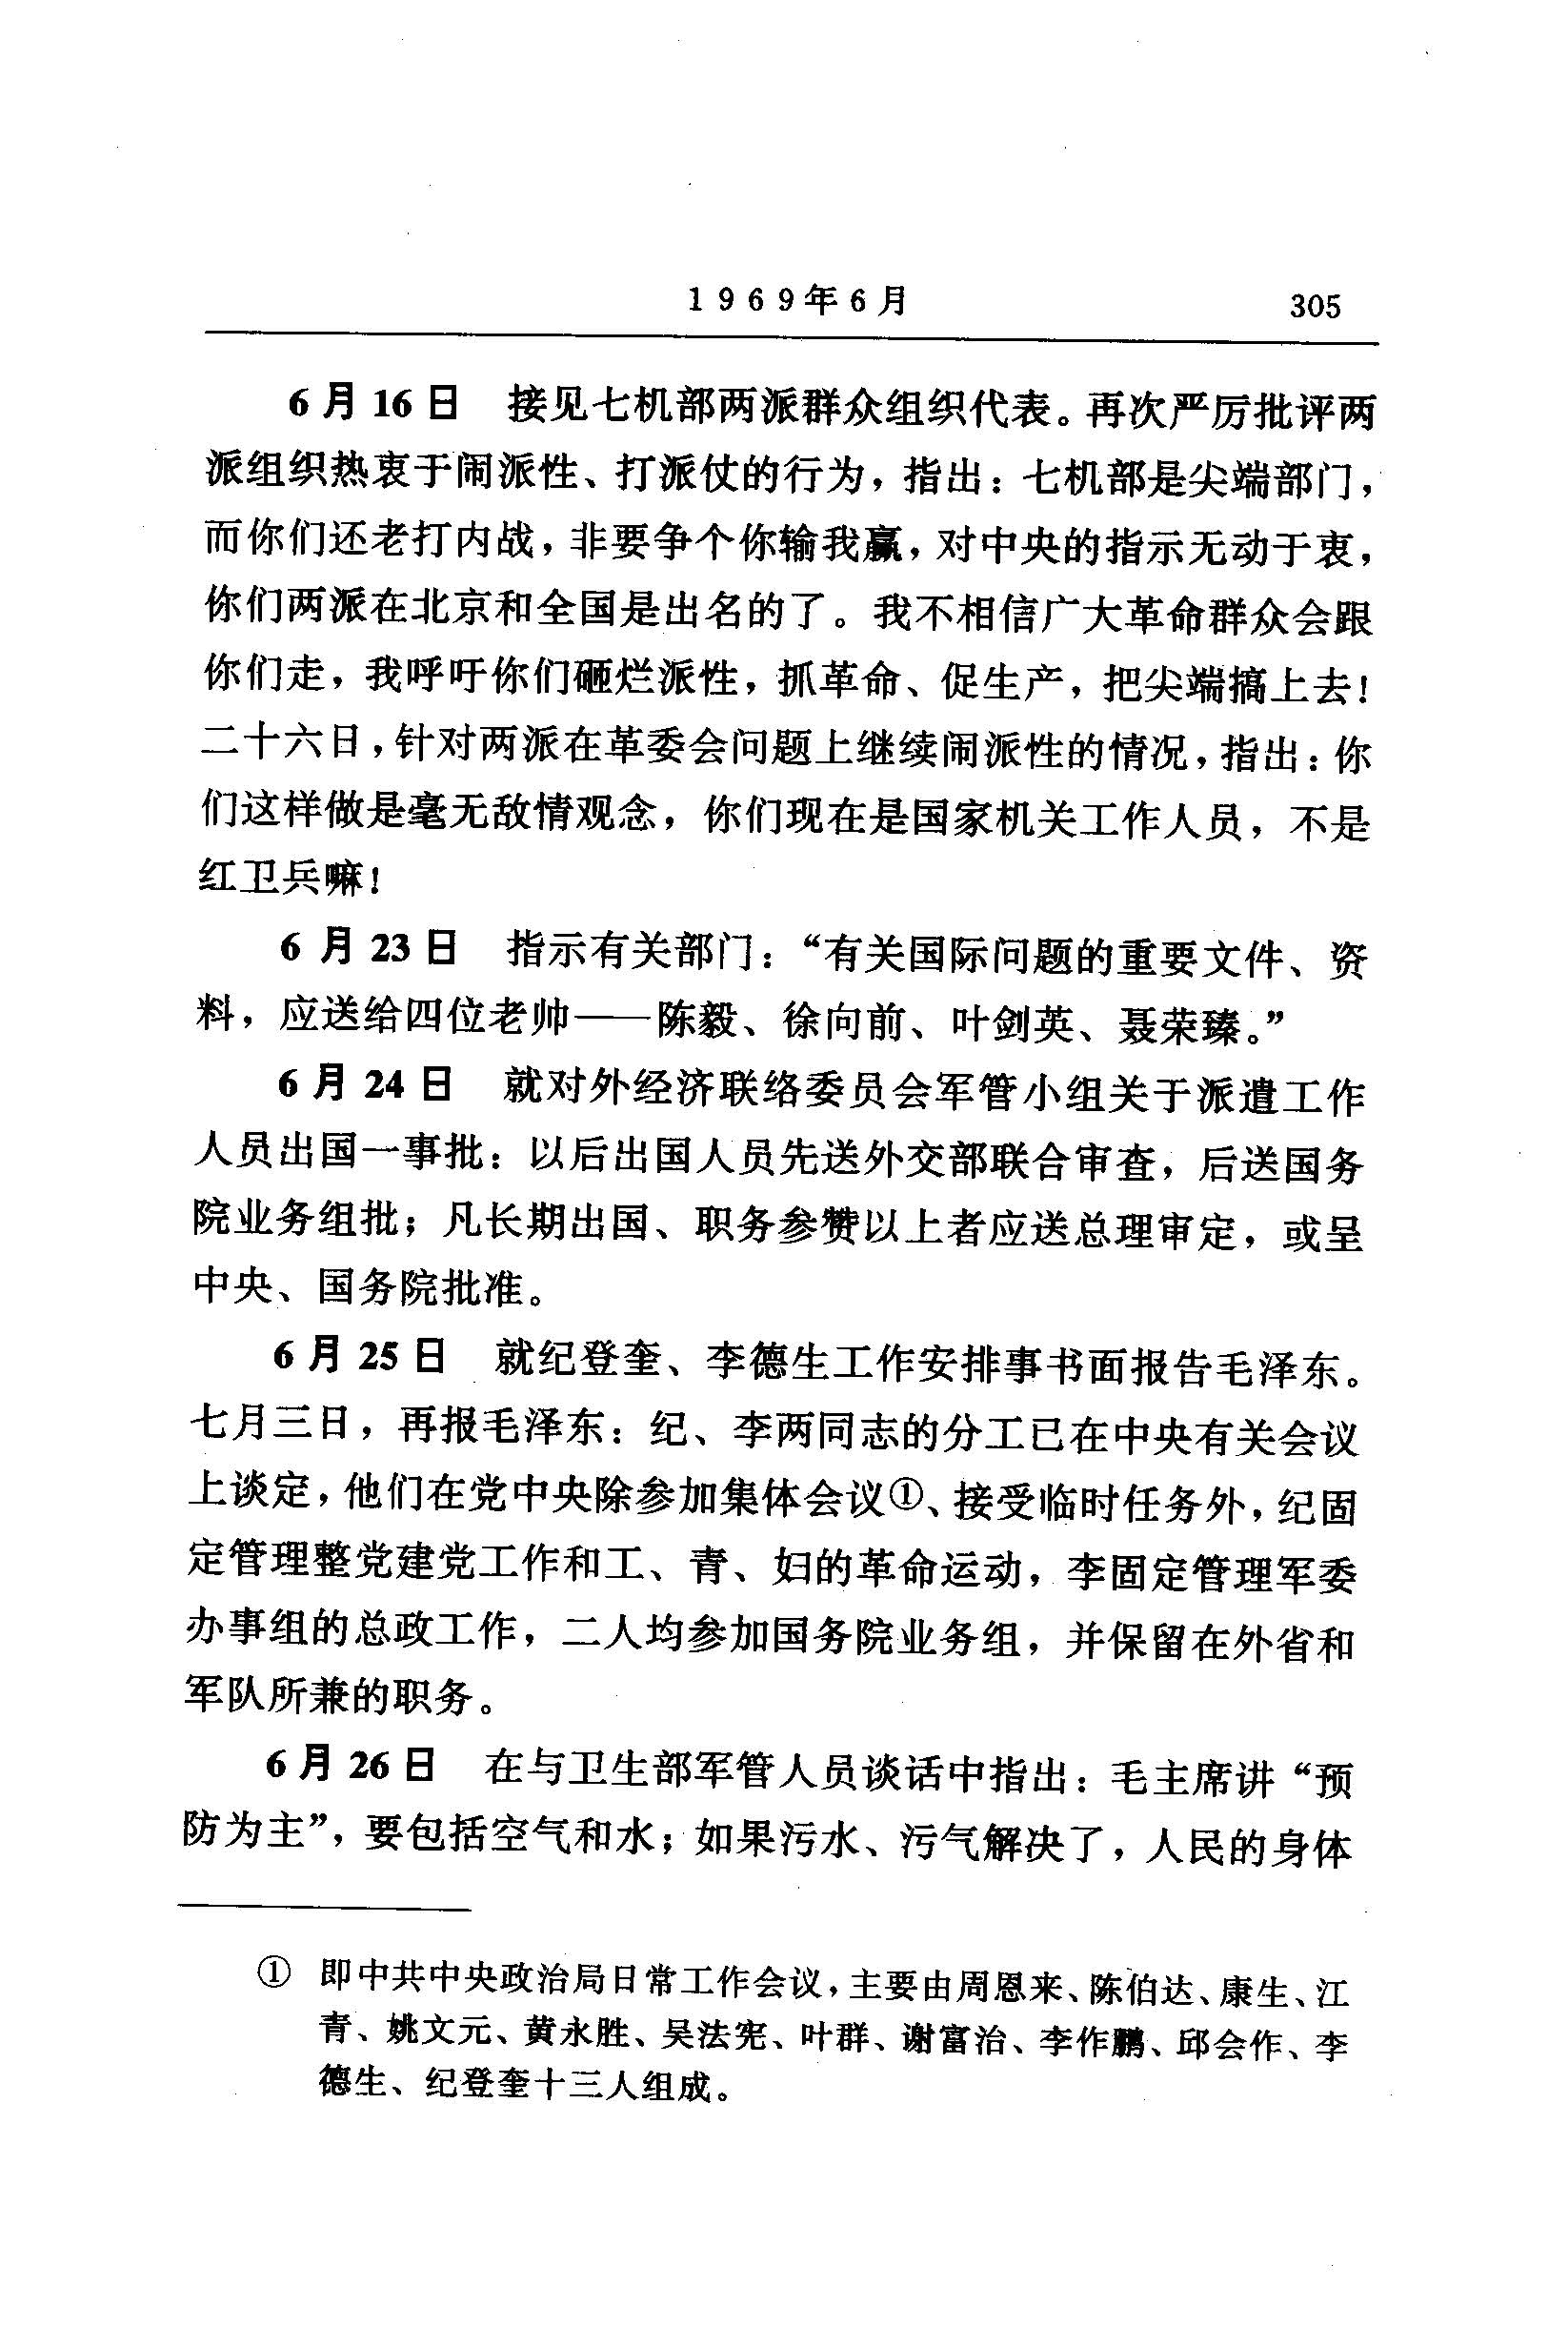 1969年6月 305
6月16日 接见七机部两派群众组织代表。再次严厉批评两
派组织热衷于闹派性、打派仗的行为，指出：七机部是尖端部门，
而你们还老打内战，非要争个你输我赢，对中央的指示无动于衷，
你们两派在北京和全国是出名的了。我不相信广大革命群众会跟
你们走，我呼吁你们砸烂派性，抓革命、促生产，把尖端搞上去！
二十六日，针对两派在革委会问题上继续闹派性的情况，指出：你
们这样做是毫无敌情观念，你们现在是国家机关工作人员，不是
红卫兵嘛！
6月23日 指示有关部门：“有关国际问题的重要文件、资
料，应送给四位老帅——陈毅、徐向前、叶剑英、聂荣臻。”
6月24日 就对外经济联络委员会军管小组关于派遣工作
人员出国一事批：以后出国人员先送外交部联合审查，后送国务
院业务组批；凡长期出国、职务参赞以上者应送总理审定，或呈
中央、国务院批准。
6月25日 就纪登奎、李德生工作安排事书面报告毛泽东。
七月三日，再报毛泽东：纪、李两同志的分工已在中央有关会议
上谈定，他们在党中央除参加集体会议①、接受临时任务外，纪固
定管理整党建党工作和工、青、妇的革命运动，李固定管理军委
办事组的总政工作，二人均参加国务院业务组，并保留在外省和
军队所兼的职务。
6月26日 在与卫生部军管人员谈话中指出：毛主席讲“预
防为主”，要包括空气和水；如果污水、污气解决了，人民的身体
① 即中共中央政治局日常工作会议，主要由周恩来、陈伯达、康生、江
青、姚文元、黄永胜、吴法宪、叶群、谢富治、李作鹏、邱会作、李
德生、纪登奎十三人组成。